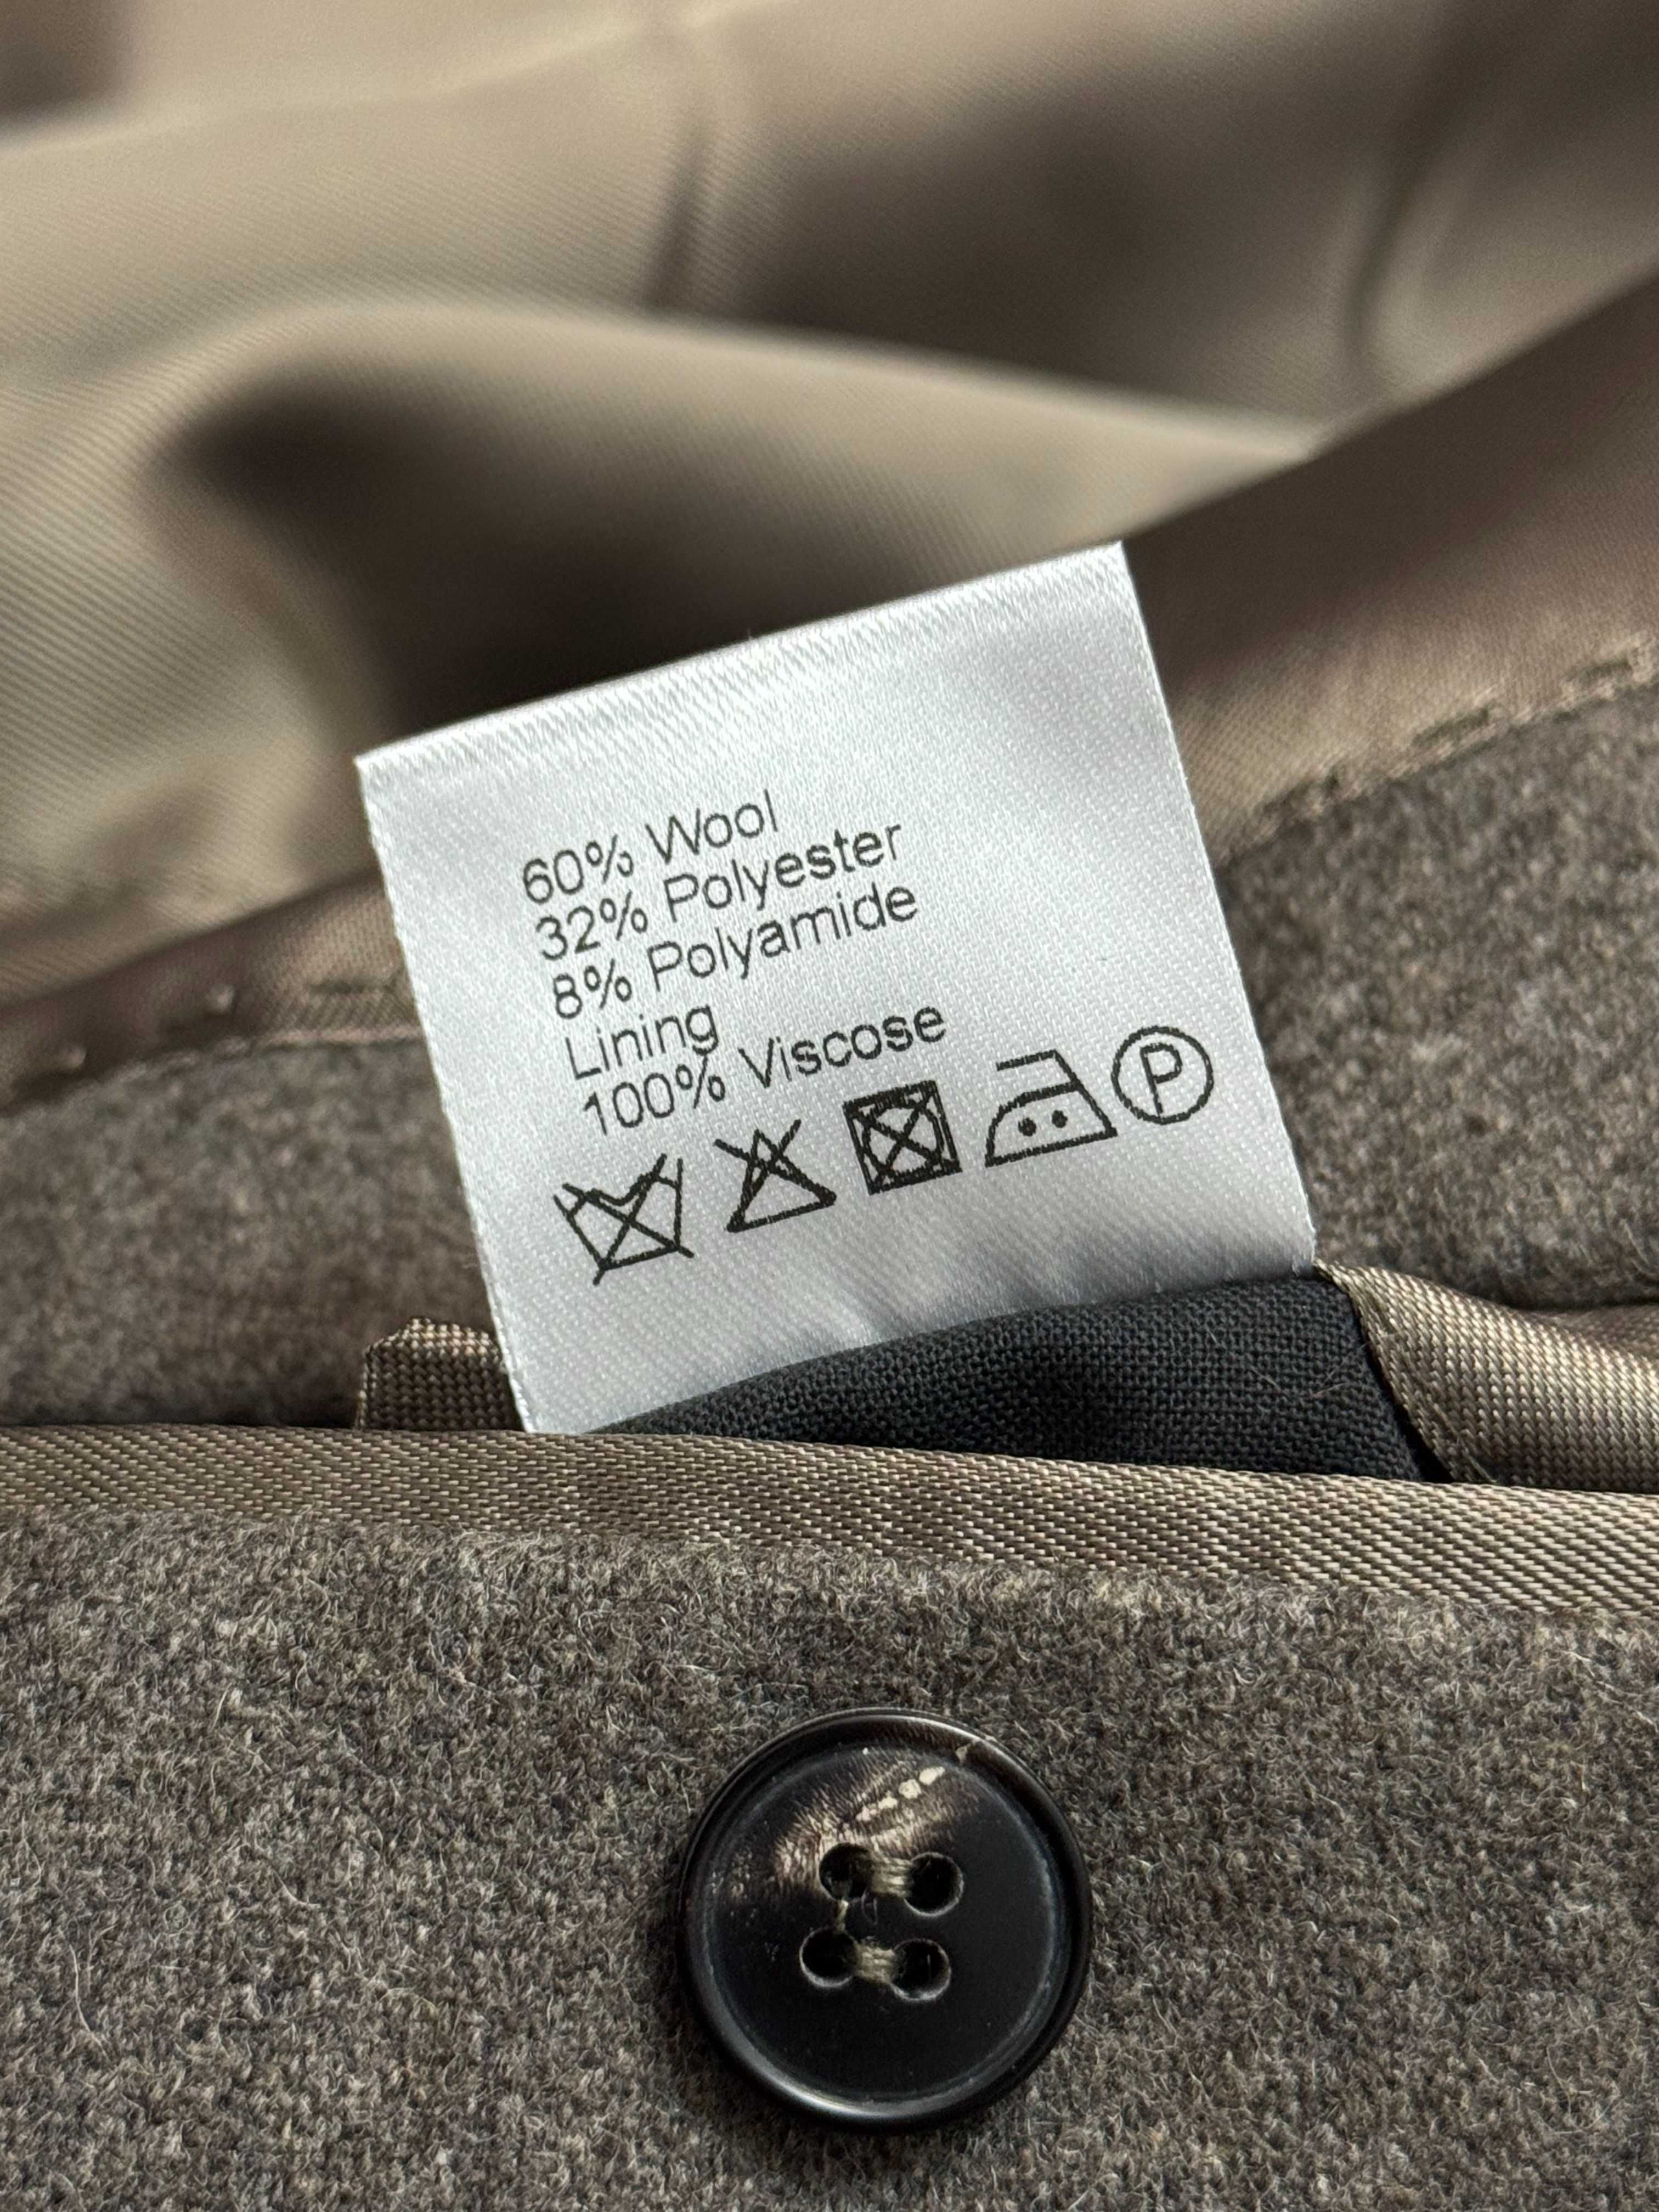 60% Wool
32% Polyester
8% Polyamide
Lining
100% Viscose
P